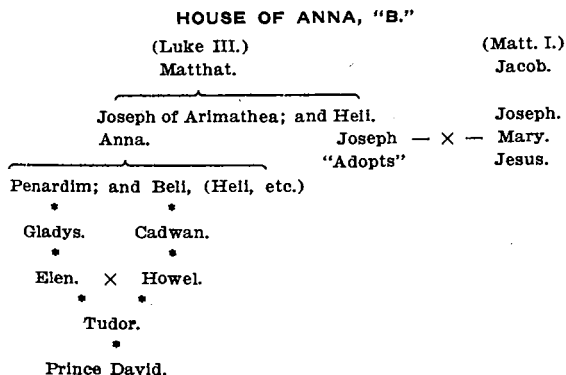 HOUSE OF ANNA, "B."
(Luke III.) (Matt. I.)
Matthat. Jacob.
Joseph of Arimathea; and Heli. Joseph.
Anna. Joseph — × — Mary.
"Adopts" Jesus.
Penardim; and Beli, (Heli, etc.)
* *
Gladys. Cadwan.
* *
Elen. × Howel.
* *
Tudor.
*
Prince David.